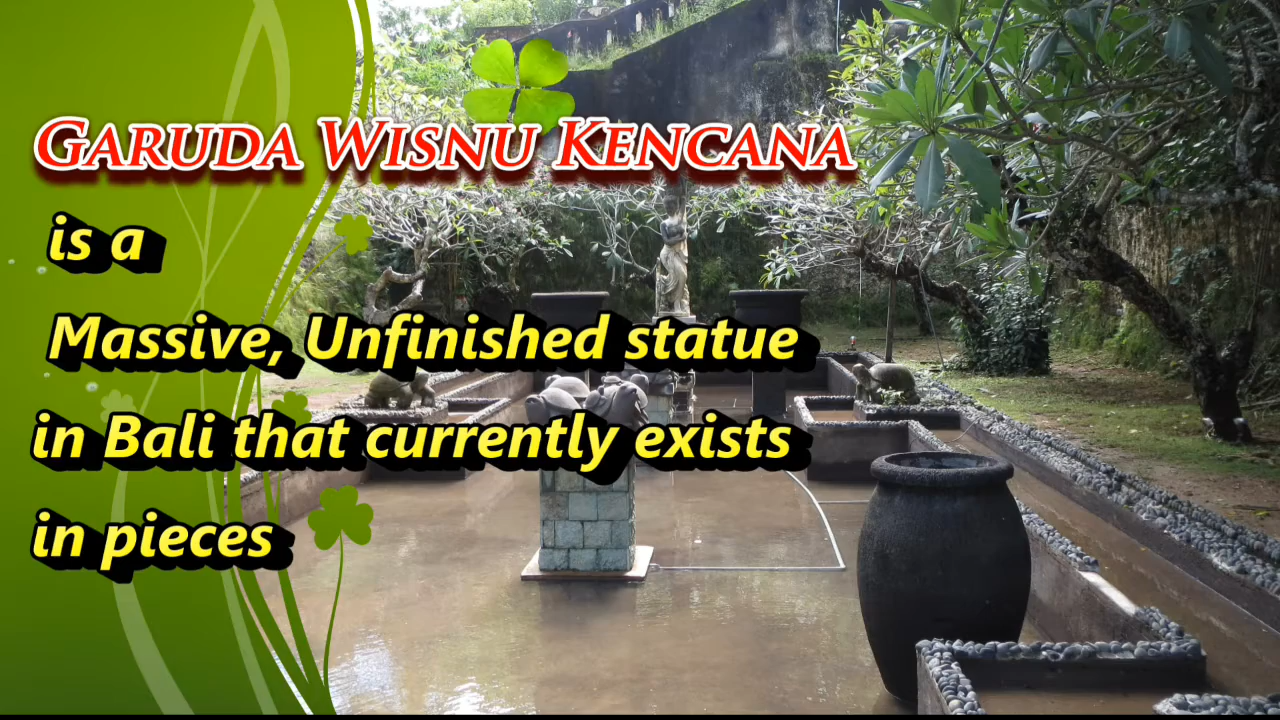 Garuda Wisnu Kencana
is a
Massive, Unfinished statue
in Bali that currently exists
in pieces